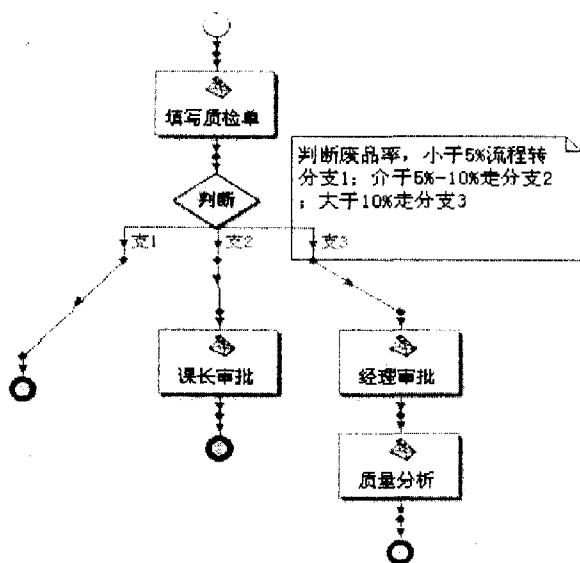 填写质检单
判断废品率，小于5%流程转
分支1；介于5%-10%走分支2
；大于10%走分支3
判断
支1
支2
支3
课长审批
经理审批
质量分析